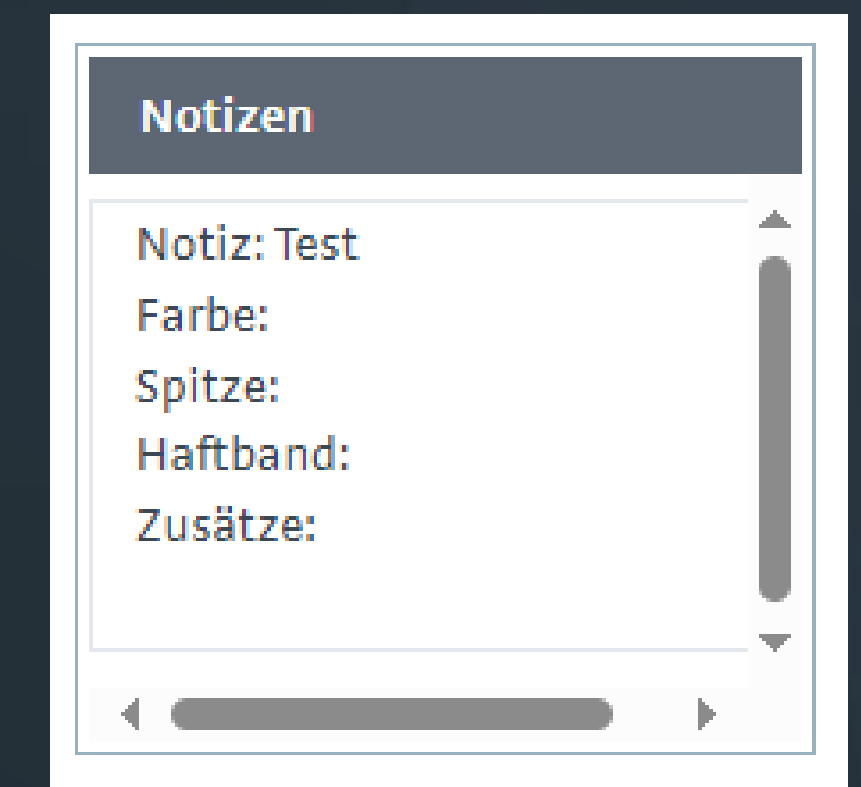 Notizen
Notiz: Test
Farbe:
Spitze:
Haftband:
Zusätze: